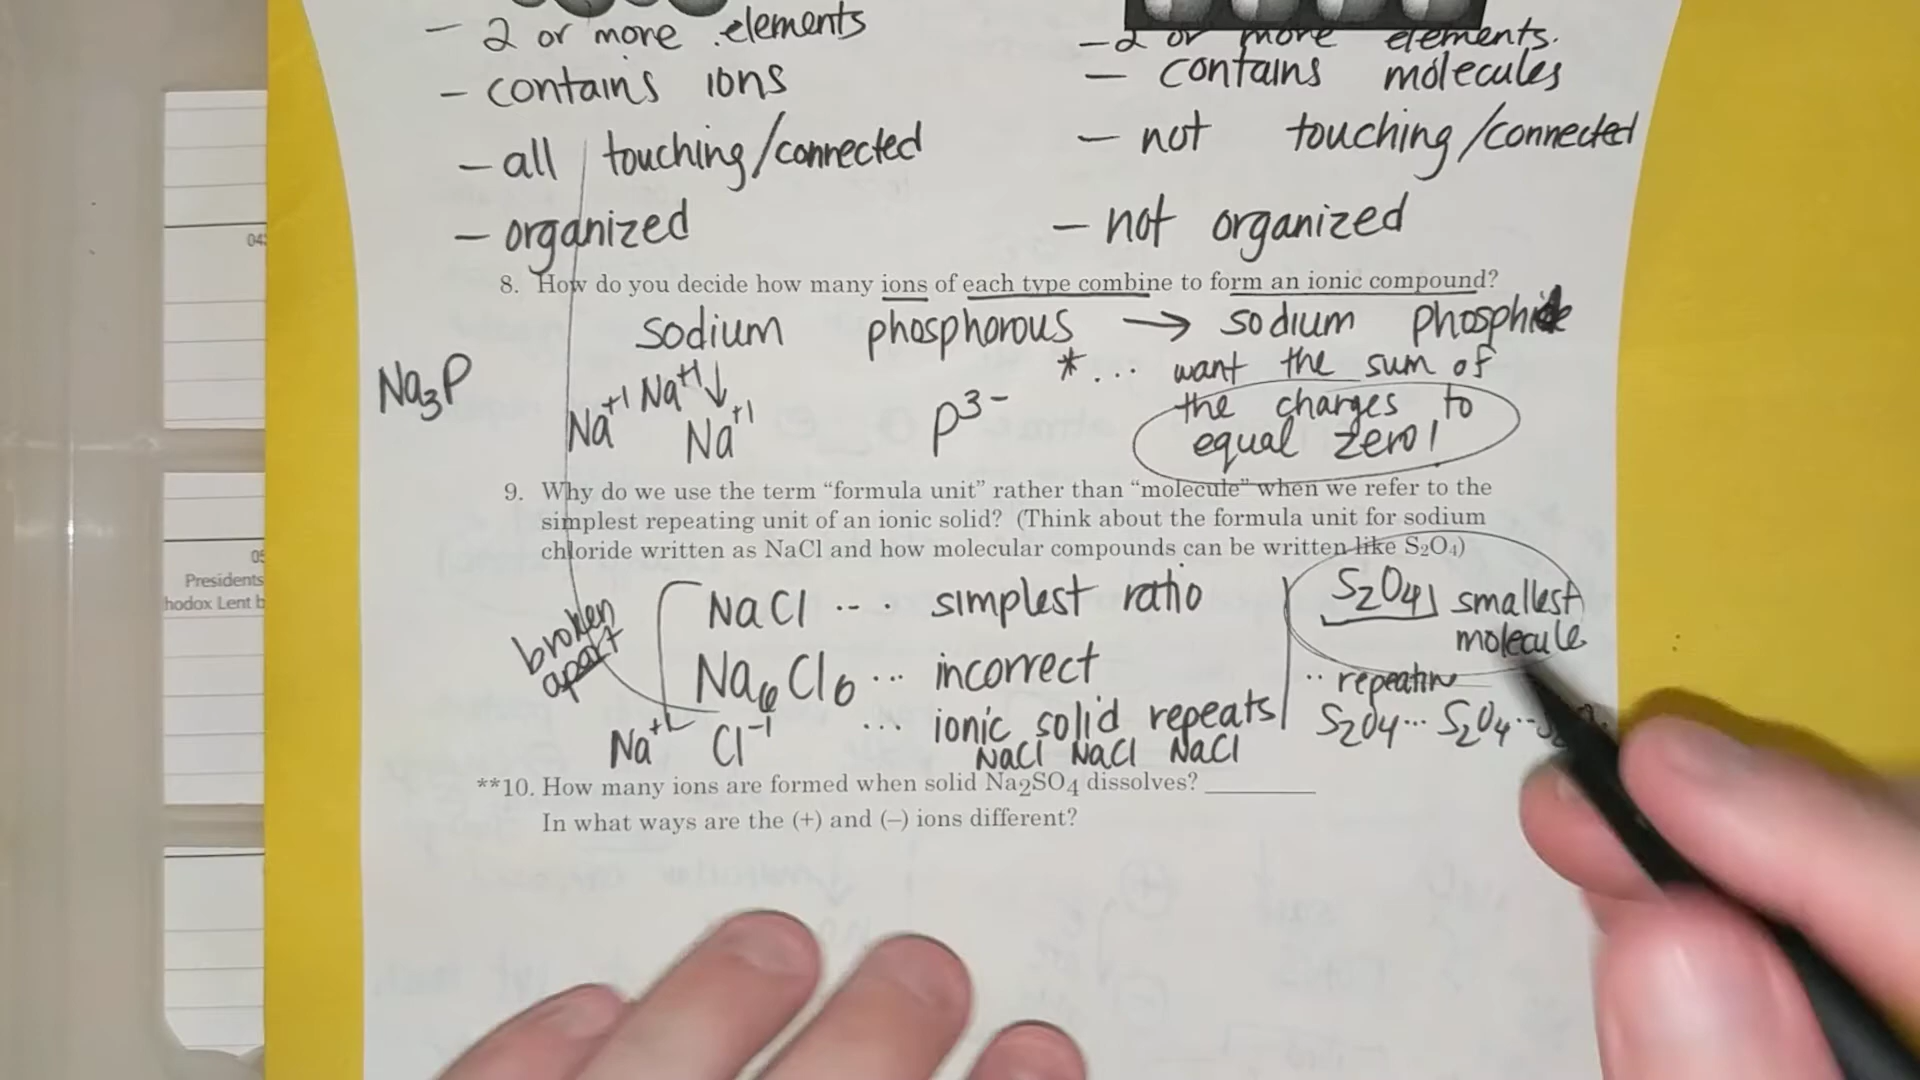 – 2 or more elements
– contains ions
– all touching/connected
– organized
–2 or more elements.
– contains molecules
– not touching/connected
– not organized
8. How do you decide how many ions of each type combine to form an ionic compound?
sodium phosphorous → sodium phosphide
Na₃P
Na⁺¹ Na⁺¹ ↓ Na⁺¹
P³⁻
* ... want the sum of
the charges to
equal zero!
9. Why do we use the term “formula unit” rather than “molecule” when we refer to the
simplest repeating unit of an ionic solid? (Think about the formula unit for sodium
chloride written as NaCl and how molecular compounds can be written like S₂O₄)
broken
apart
NaCl ... simplest ratio
Na₆Cl₆ ... incorrect
... ionic solid repeats
NaCl NaCl NaCl
Na⁺¹ Cl⁻¹
S₂O₄ smallest
molecule
.. repeatin
S₂O₄... S₂O₄...
**10. How many ions are formed when solid Na₂SO₄ dissolves? ________
In what ways are the (+) and (–) ions different?
04
05
Presidents
hodox Lent b